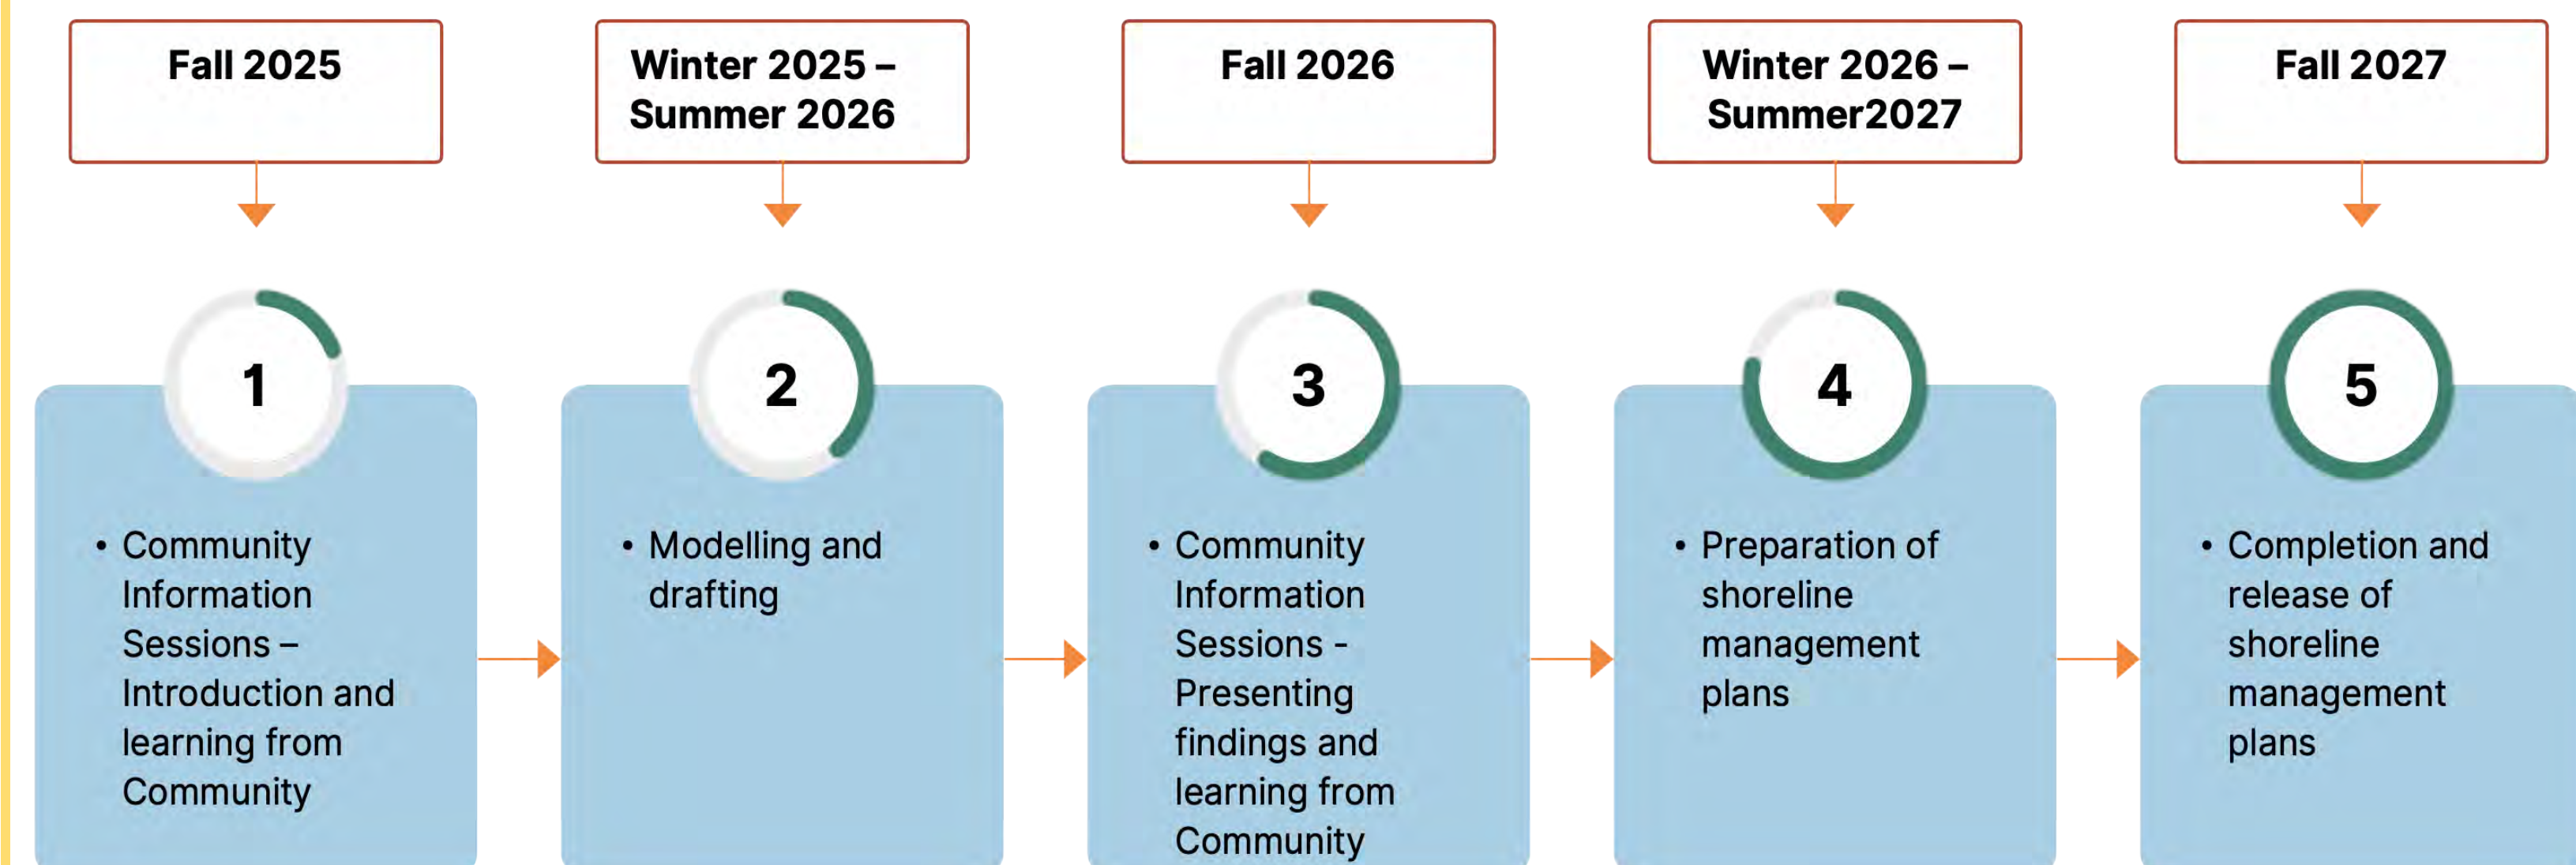 Fall 2025
Winter 2025 –
Summer 2026
Fall 2026
Winter 2026 –
Summer2027
Fall 2027
1
2
3
4
5
• Community
Information
Sessions –
Introduction and
learning from
Community
• Modelling and
drafting
• Community
Information
Sessions -
Presenting
findings and
learning from
Community
• Preparation of
shoreline
management
plans
• Completion and
release of
shoreline
management
plans